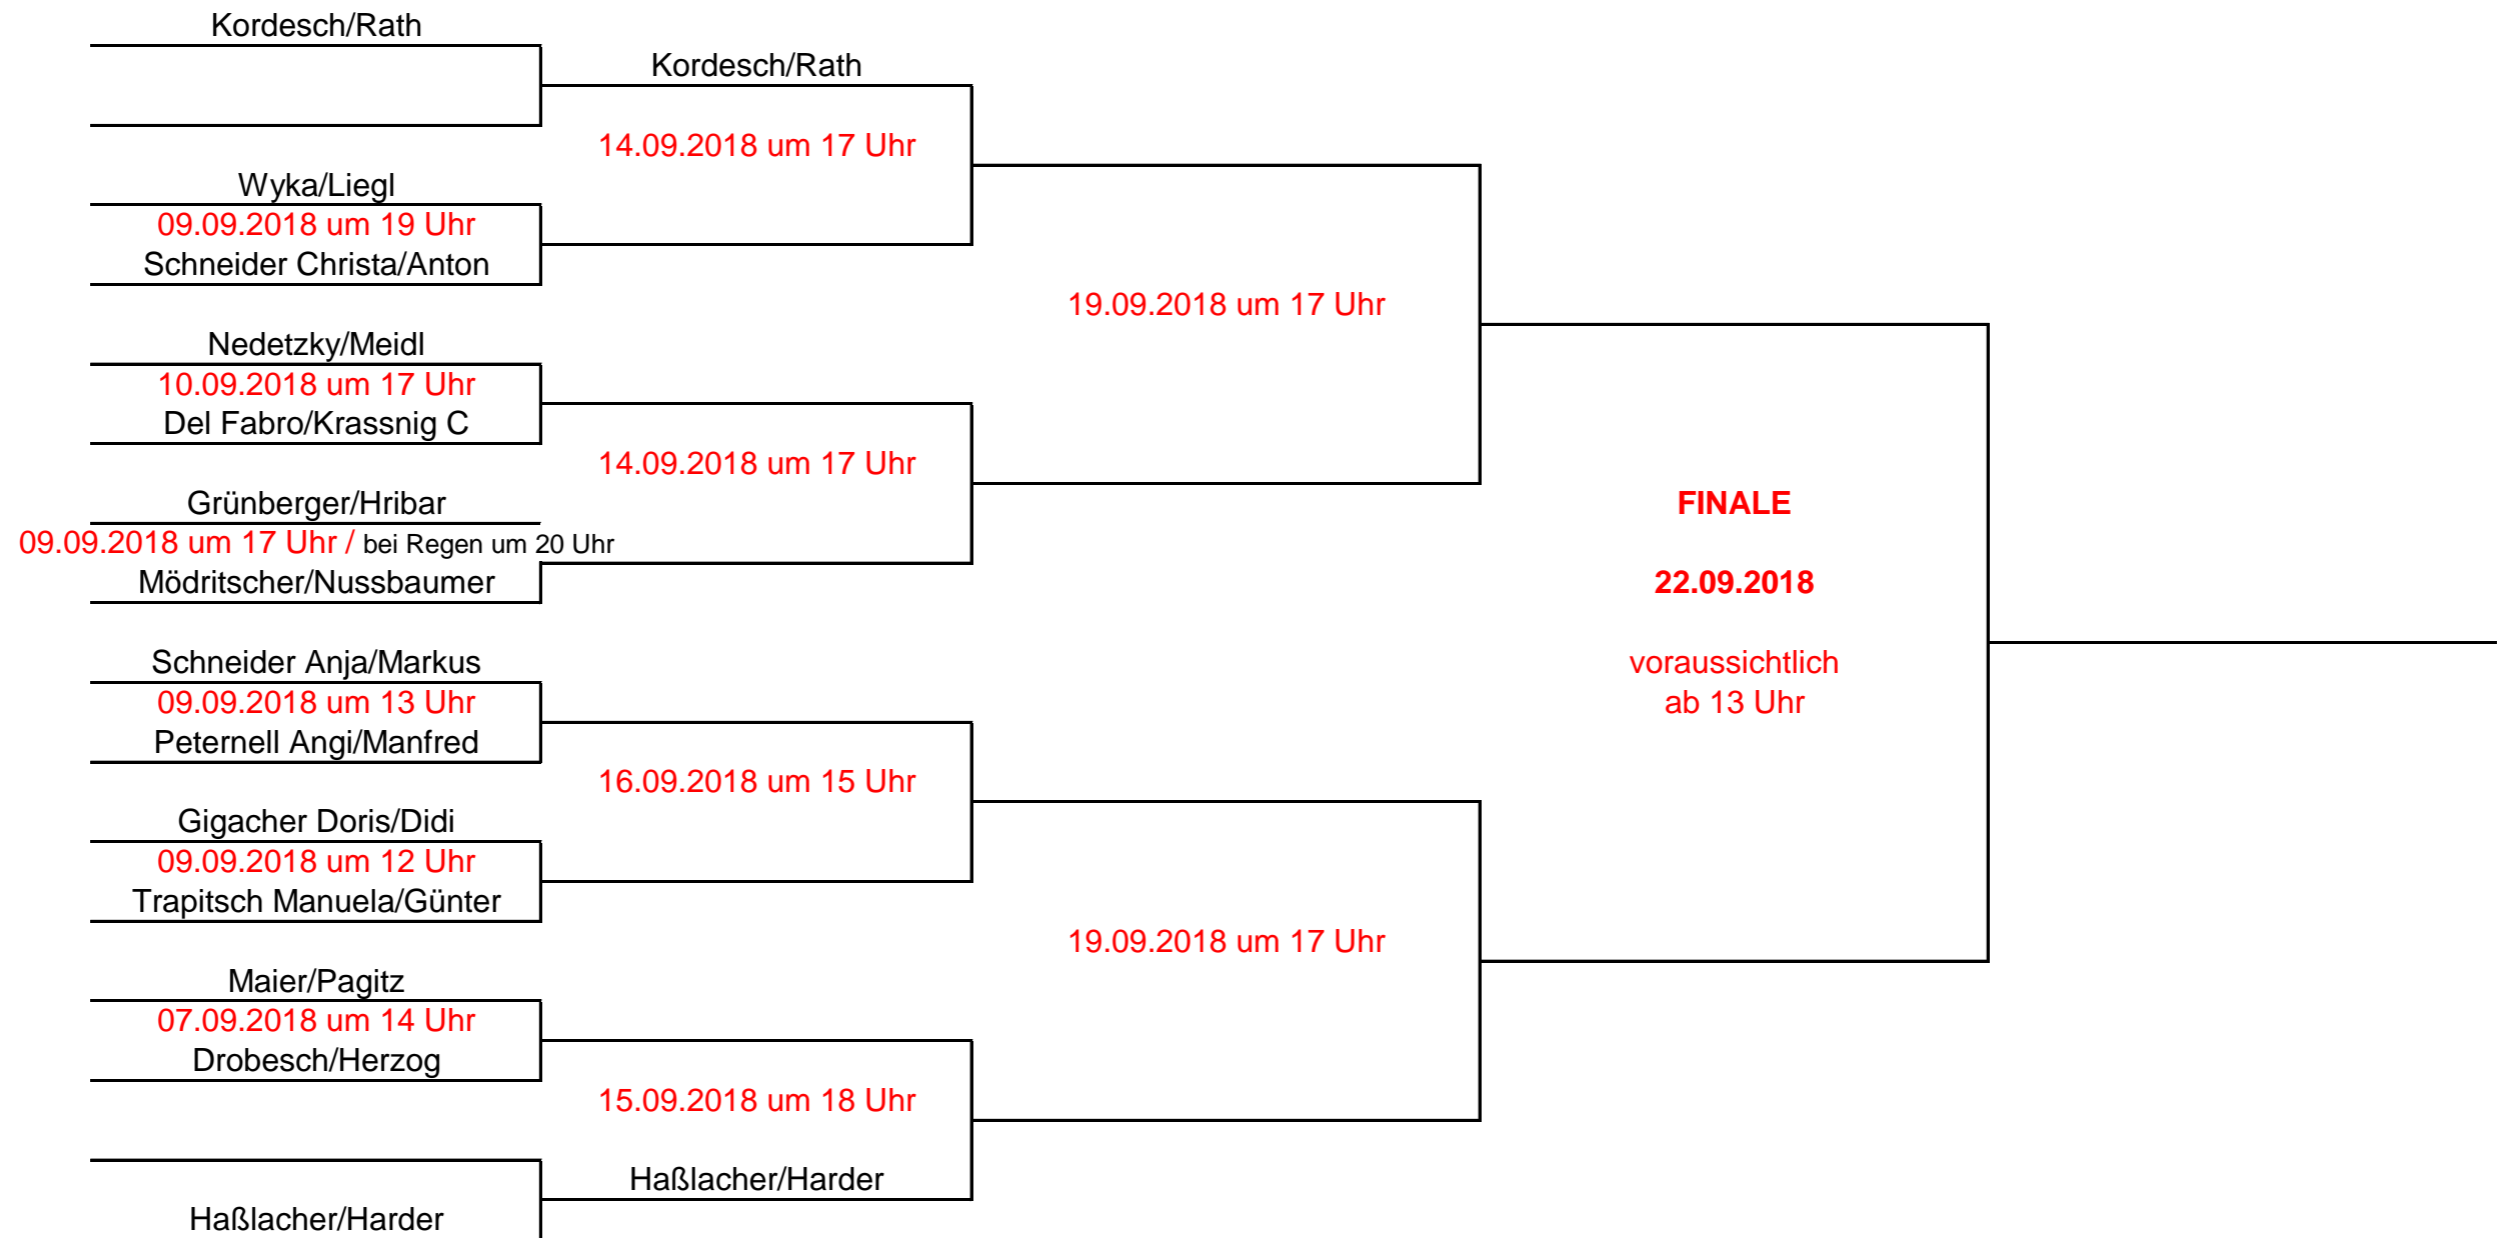 Kordesch/Rath
Kordesch/Rath
14.09.2018 um 17 Uhr
Wyka/Liegl
09.09.2018 um 19 Uhr
Schneider Christa/Anton
19.09.2018 um 17 Uhr
Nedetzky/Meidl
10.09.2018 um 17 Uhr
Del Fabro/Krassnig C
14.09.2018 um 17 Uhr
Grünberger/Hribar
09.09.2018 um 17 Uhr / bei Regen um 20 Uhr
Mödritscher/Nussbaumer
FINALE
22.09.2018
voraussichtlich
ab 13 Uhr
Schneider Anja/Markus
09.09.2018 um 13 Uhr
Peternell Angi/Manfred
16.09.2018 um 15 Uhr
Gigacher Doris/Didi
09.09.2018 um 12 Uhr
Trapitsch Manuela/Günter
19.09.2018 um 17 Uhr
Maier/Pagitz
07.09.2018 um 14 Uhr
Drobesch/Herzog
15.09.2018 um 18 Uhr
Haßlacher/Harder
Haßlacher/Harder